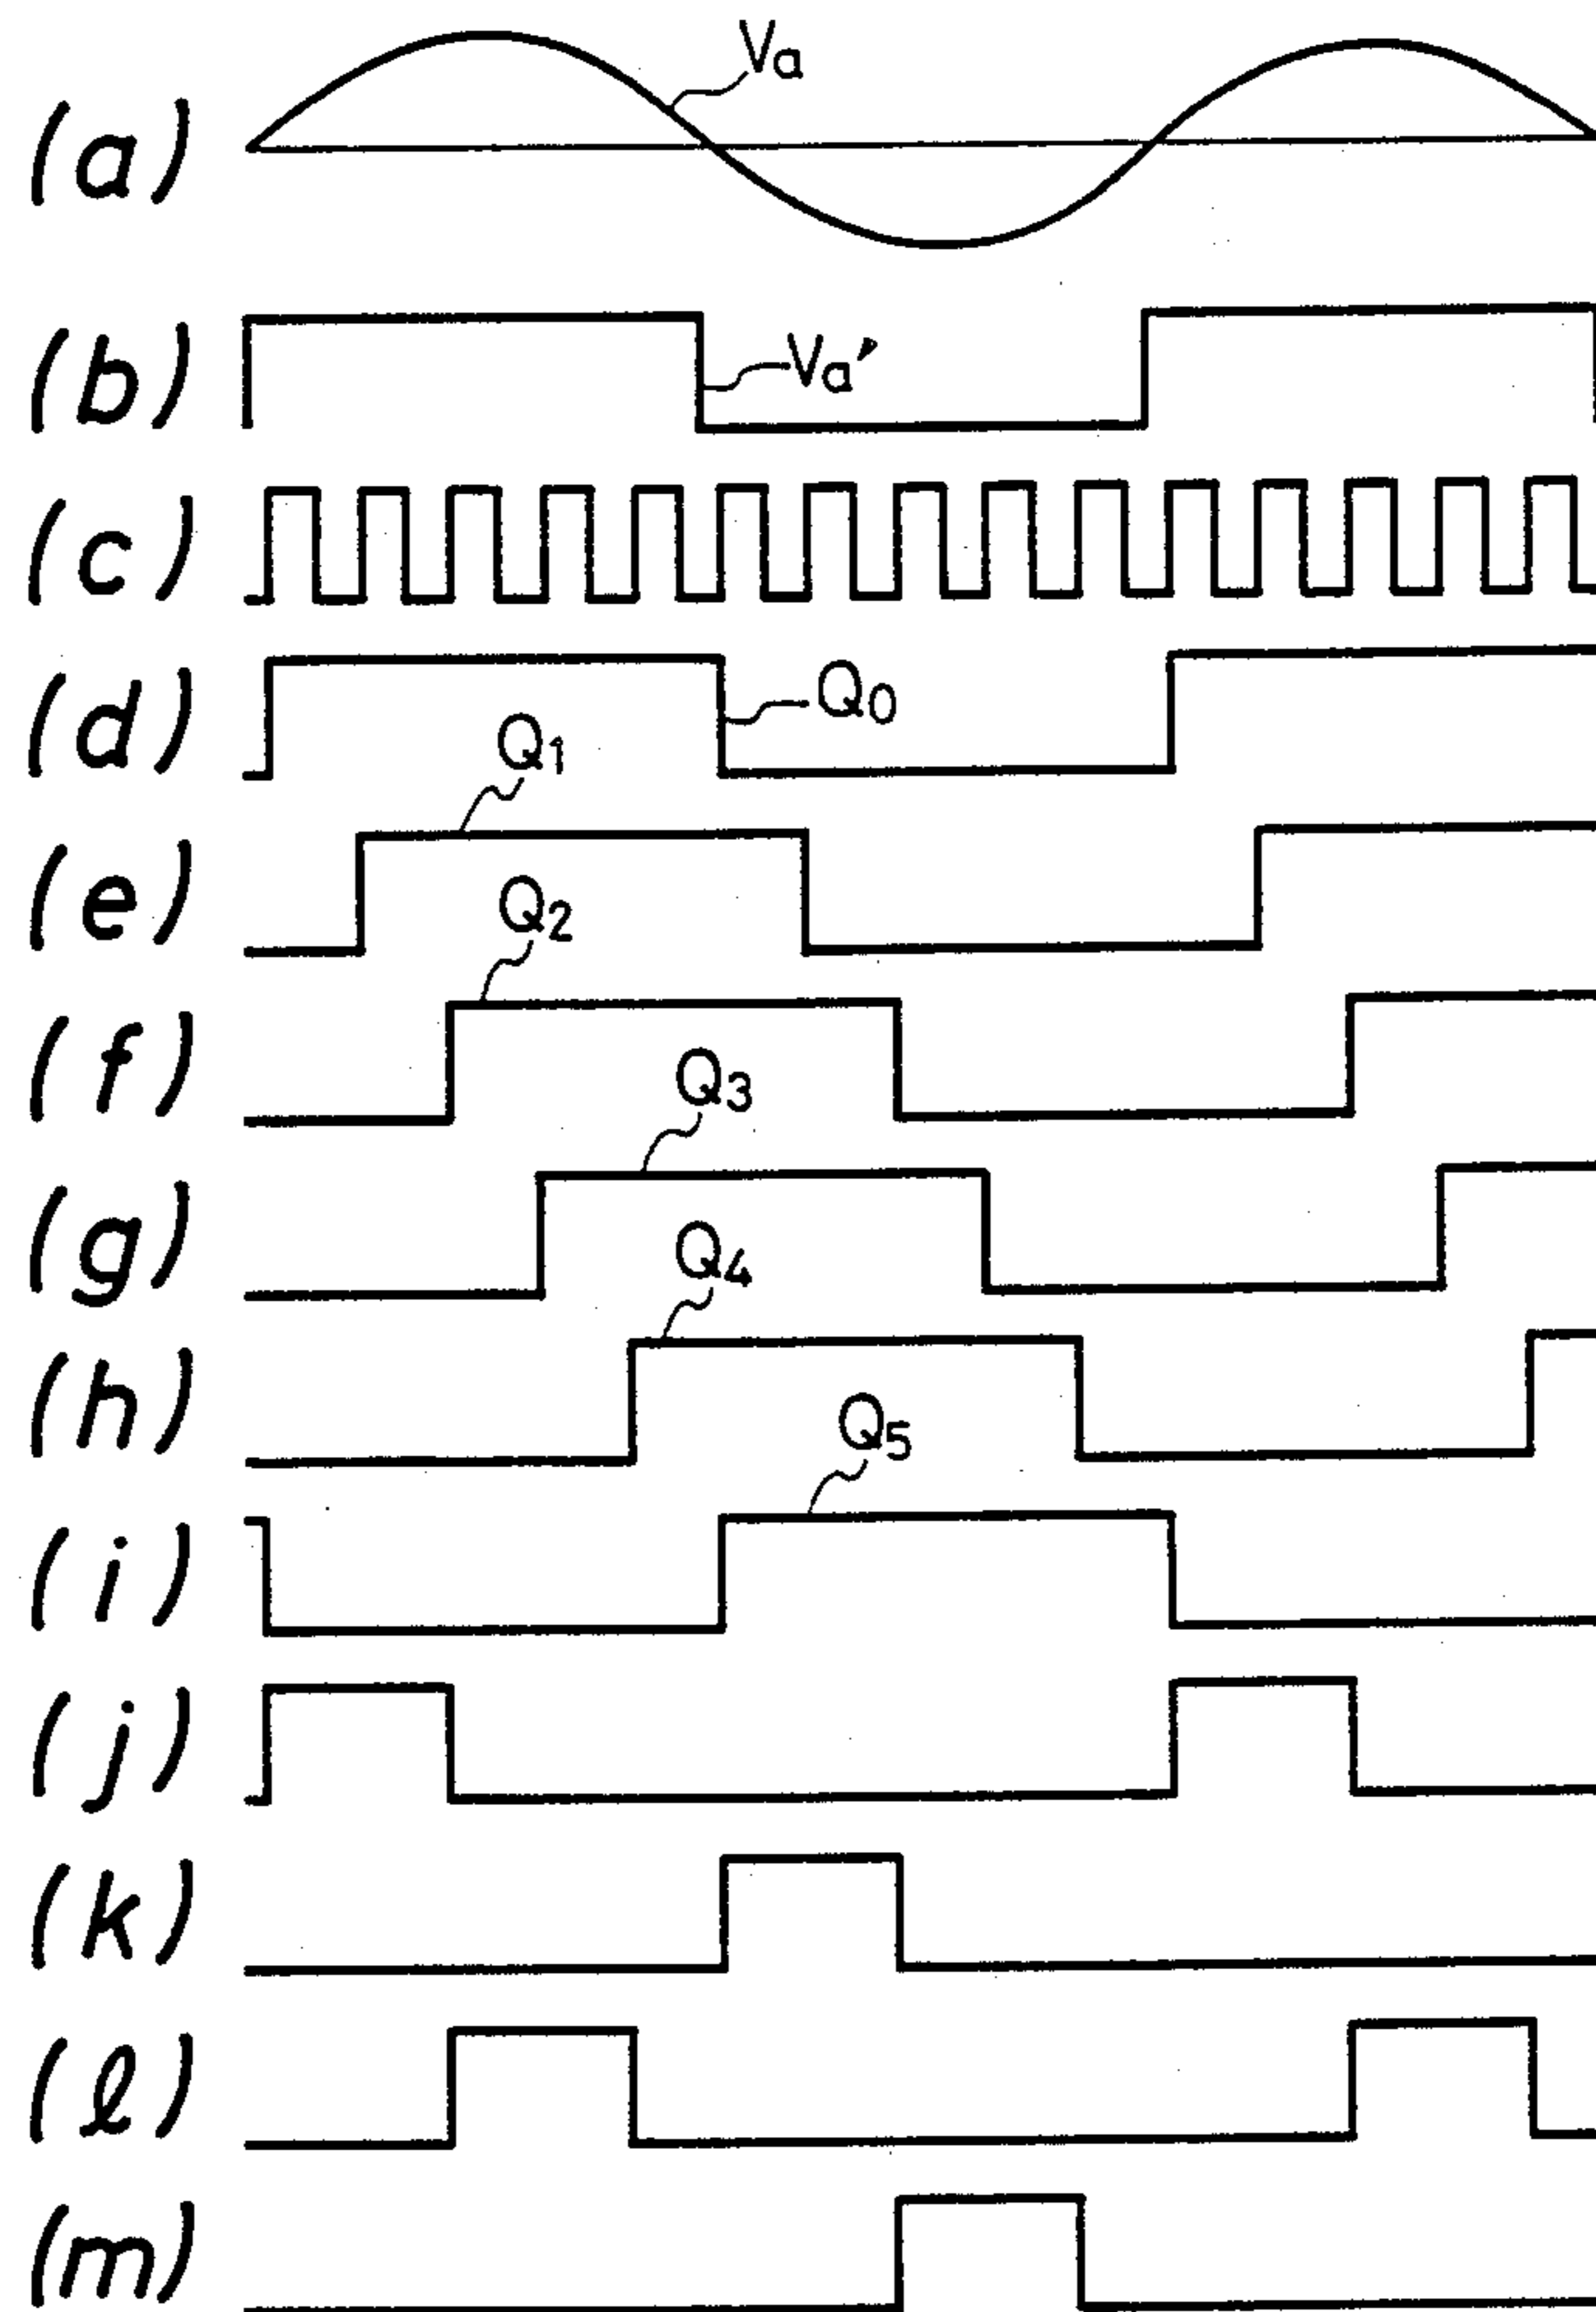 (a) Va
(b) Va'
(c)
(d) Q0
Q1
(e)
Q2
(f)
Q3
(g)
Q4
(h)
Q5
(i)
(j)
(k)
(ℓ)
(m)